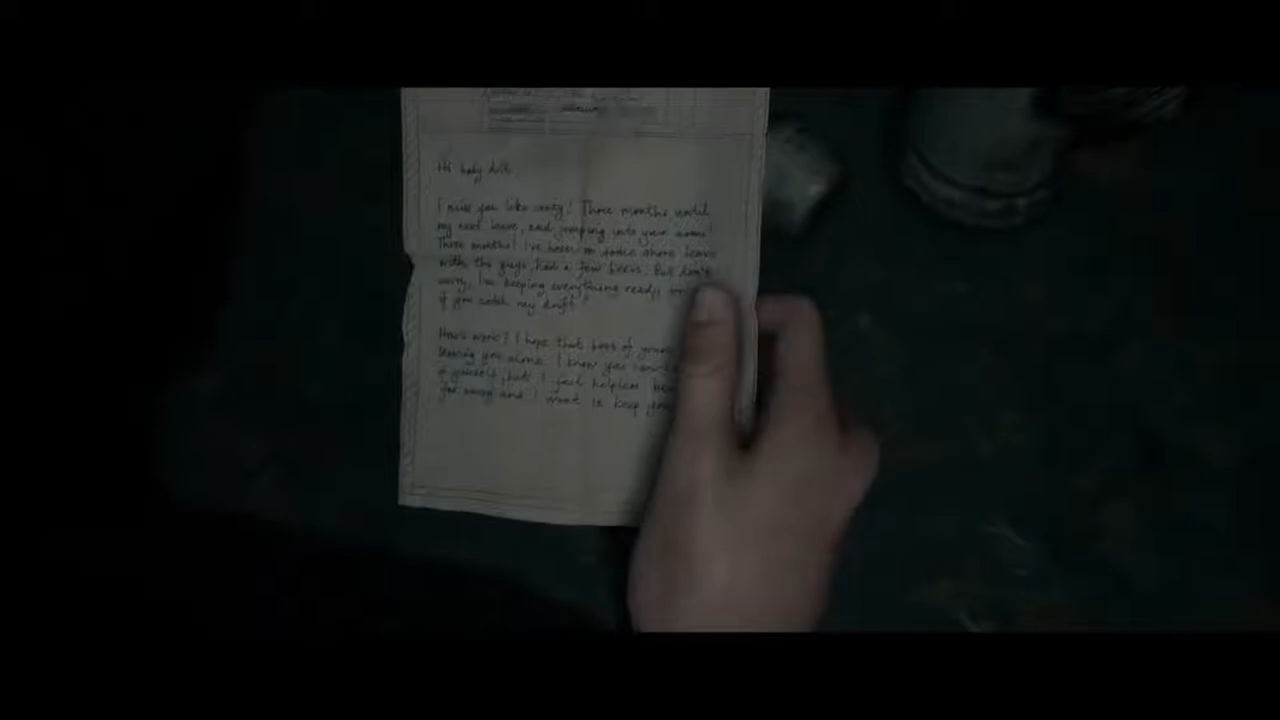 Hi baby doll.
I miss you like crazy! Three months until
my next leave, and jumping into your arms!
Three months! I've been on some shore leave
with the guys, had a few beers. But don't
worry, I'm keeping everything ready
if you catch my drift
How's work? I hope that boss of yours
leaving you alone. I know you can
of yourself, but I feel helpless
far away and I want to keep you